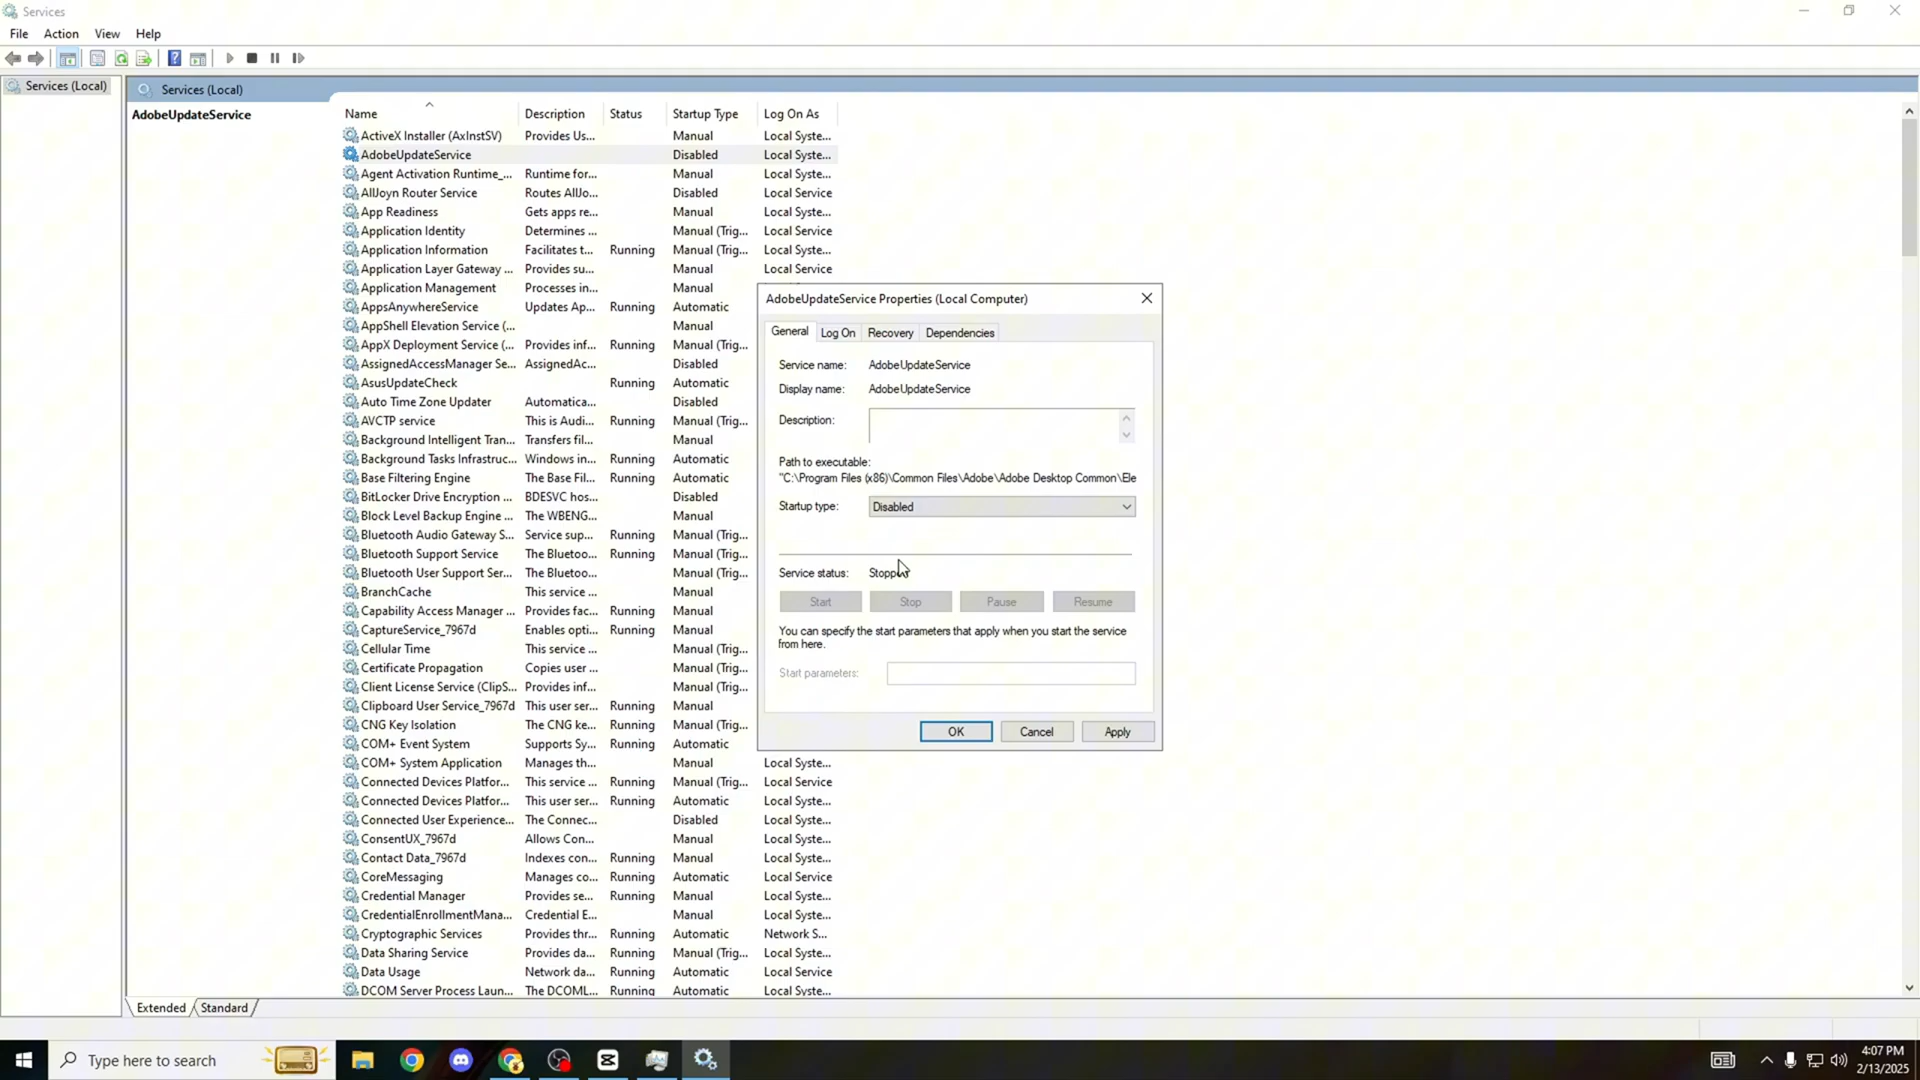 Services
File Action View Help
Services (Local)
Services (Local)
AdobeUpdateService
Name Description Status Startup Type Log On As
ActiveX Installer (AxInstSV) Provides Us... Manual Local Syste...
AdobeUpdateService Disabled Local Syste...
Agent Activation Runtime_... Runtime for... Manual Local Syste...
AllJoyn Router Service Routes AllJo... Disabled Local Service
App Readiness Gets apps re... Manual Local Syste...
Application Identity Determines ... Manual (Trig... Local Service
Application Information Facilitates t... Running Manual (Trig... Local Syste...
Application Layer Gateway ... Provides su... Manual Local Service
Application Management Processes in... Manual
AppsAnywhereService Updates Ap... Running Automatic
AppShell Elevation Service (... Manual
AppX Deployment Service (... Provides inf... Running Manual (Trig...
AssignedAccessManager Se... AssignedAc... Disabled
AsusUpdateCheck Running Automatic
Auto Time Zone Updater Automatica... Disabled
AVCTP service This is Audi... Running Manual (Trig...
Background Intelligent Tran... Transfers fil... Manual
Background Tasks Infrastruc... Windows in... Running Automatic
Base Filtering Engine The Base Fil... Running Automatic
BitLocker Drive Encryption ... BDESVC hos... Disabled
Block Level Backup Engine ... The WBENG... Manual
Bluetooth Audio Gateway S... Service sup... Running Manual (Trig...
Bluetooth Support Service The Bluetoo... Running Manual (Trig...
Bluetooth User Support Ser... The Bluetoo... Manual (Trig...
BranchCache This service ... Manual
Capability Access Manager ... Provides fac... Running Manual
CaptureService_7967d Enables opti... Running Manual
Cellular Time This service ... Manual (Trig...
Certificate Propagation Copies user ... Manual (Trig...
Client License Service (ClipS... Provides inf... Manual (Trig...
Clipboard User Service_7967d This user ser... Running Manual
CNG Key Isolation The CNG ke... Running Manual (Trig...
COM+ Event System Supports Sy... Running Automatic
COM+ System Application Manages th... Manual Local Syste...
Connected Devices Platfor... This service ... Running Manual (Trig... Local Service
Connected Devices Platfor... This user ser... Running Automatic Local Syste...
Connected User Experience... The Connec... Disabled Local Syste...
ConsentUX_7967d Allows Con... Manual Local Syste...
Contact Data_7967d Indexes con... Running Manual Local Syste...
CoreMessaging Manages co... Running Automatic Local Service
Credential Manager Provides se... Running Manual Local Syste...
CredentialEnrollmentMana... Credential E... Manual Local Syste...
Cryptographic Services Provides thr... Running Automatic Network S...
Data Sharing Service Provides da... Running Manual (Trig... Local Syste...
Data Usage Network da... Running Automatic Local Service
DCOM Server Process Laun... The DCOML... Running Automatic Local Syste...
AdobeUpdateService Properties (Local Computer)
General Log On Recovery Dependencies
Service name: AdobeUpdateService
Display name: AdobeUpdateService
Description:
Path to executable:
"C:\Program Files (x86)\Common Files\Adobe\Adobe Desktop Common\Ele
Startup type: Disabled
Service status: Stopped
Start Stop Pause Resume
You can specify the start parameters that apply when you start the service
from here.
Start parameters:
OK Cancel Apply
Extended Standard
Type here to search
4:07 PM
2/13/2025